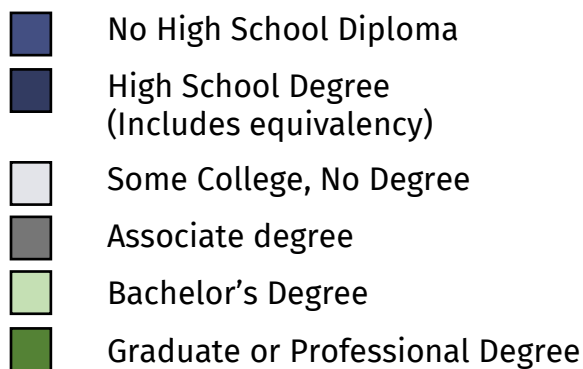 No High School Diploma
High School Degree
(Includes equivalency)
Some College, No Degree
Associate degree
Bachelor’s Degree
Graduate or Professional Degree